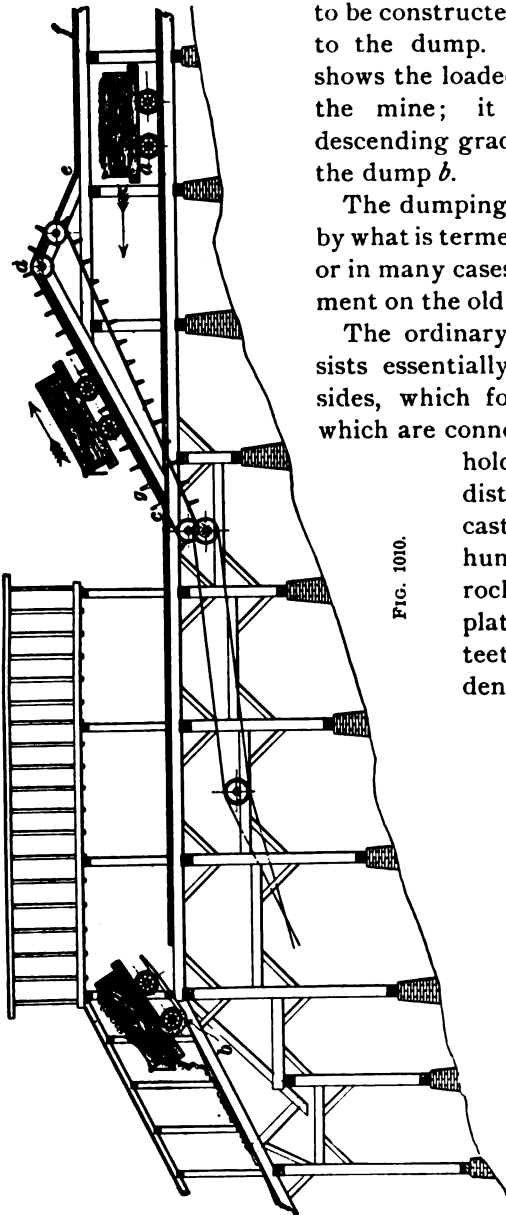 to be constructe
to the dump.
shows the loade
the mine; it
descending grad
the dump b.
The dumping
by what is terme
or in many cases
ment on the old
The ordinary
sists essentially
sides, which fo
which are conne
hold
dist
cast
hun
rock
plat
teet
den
FIG. 1010.
f
e
d
a
g
c
b